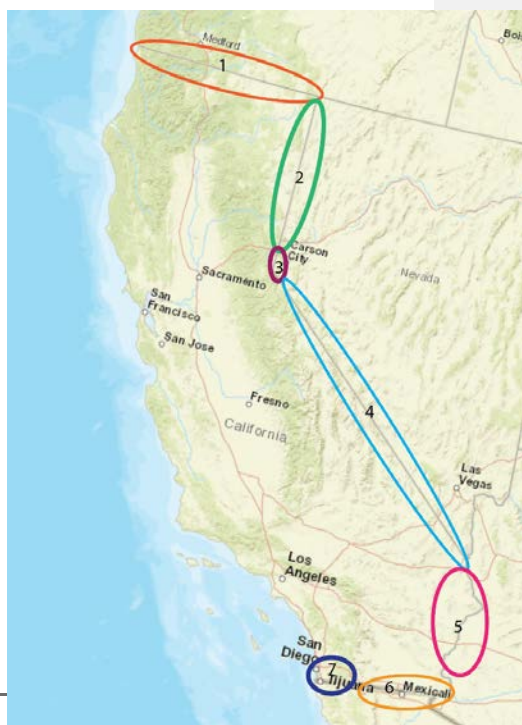 Medford
Boi
1
2
Carson
City
3
Nevada
Sacramento
San
Francisco
San Jose
4
Fresno
California
Las
Vegas
Los
Angeles
5
San
Diego
7
Tijuana
6
Mexicali